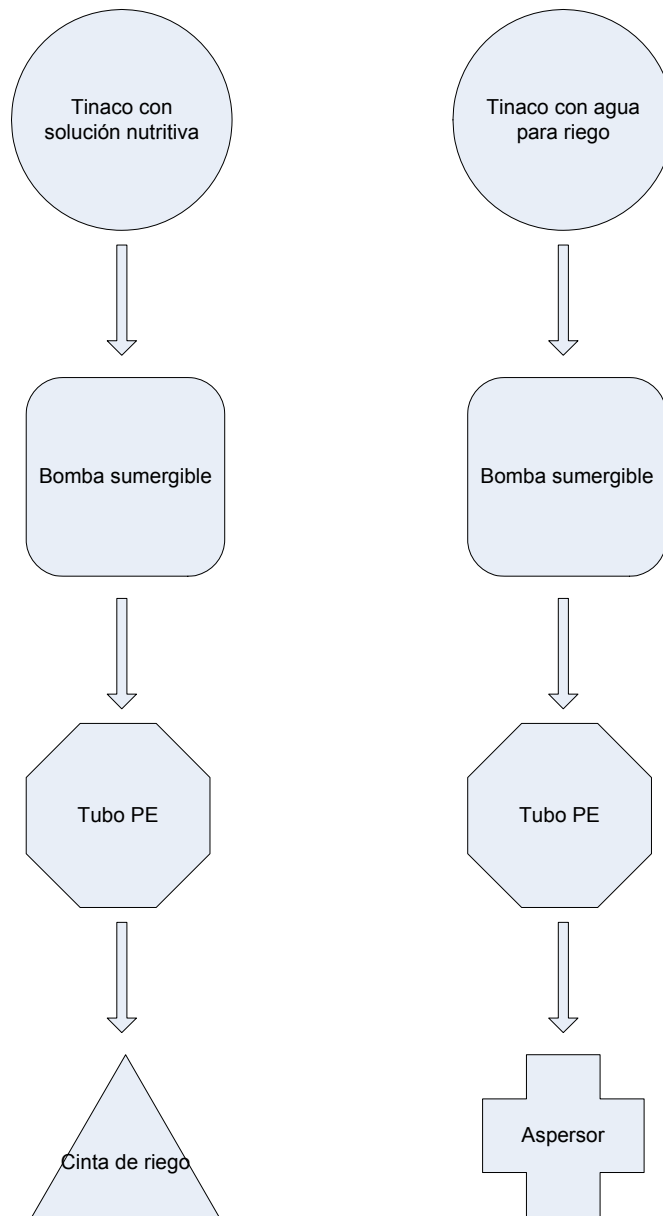 Tinaco con
solución nutritiva
Tinaco con agua
para riego
Bomba sumergible
Bomba sumergible
Tubo PE
Tubo PE
Cinta de riego
Aspersor